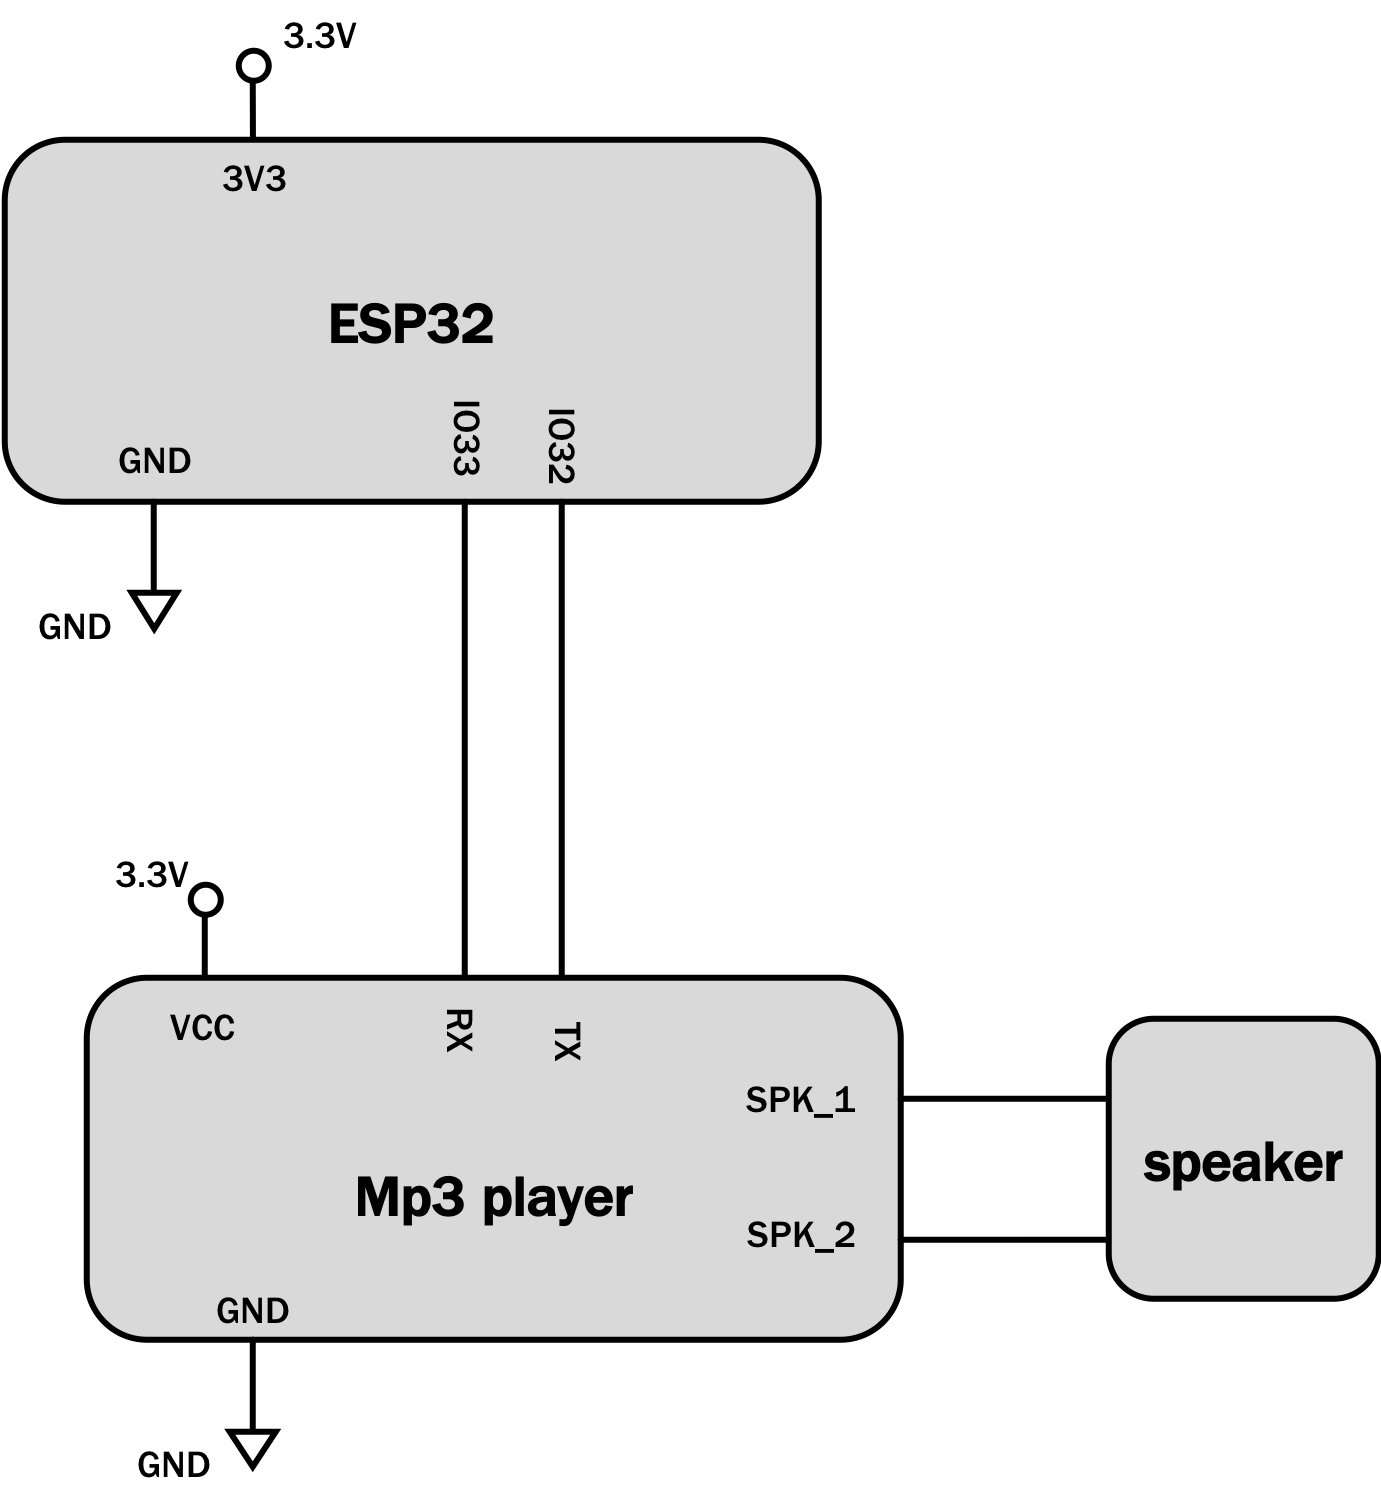 3.3V
3V3
ESP32
IO33
IO32
GND
GND
3.3V
VCC
RX
TX
SPK_1
speaker
Mp3 player
SPK_2
GND
GND